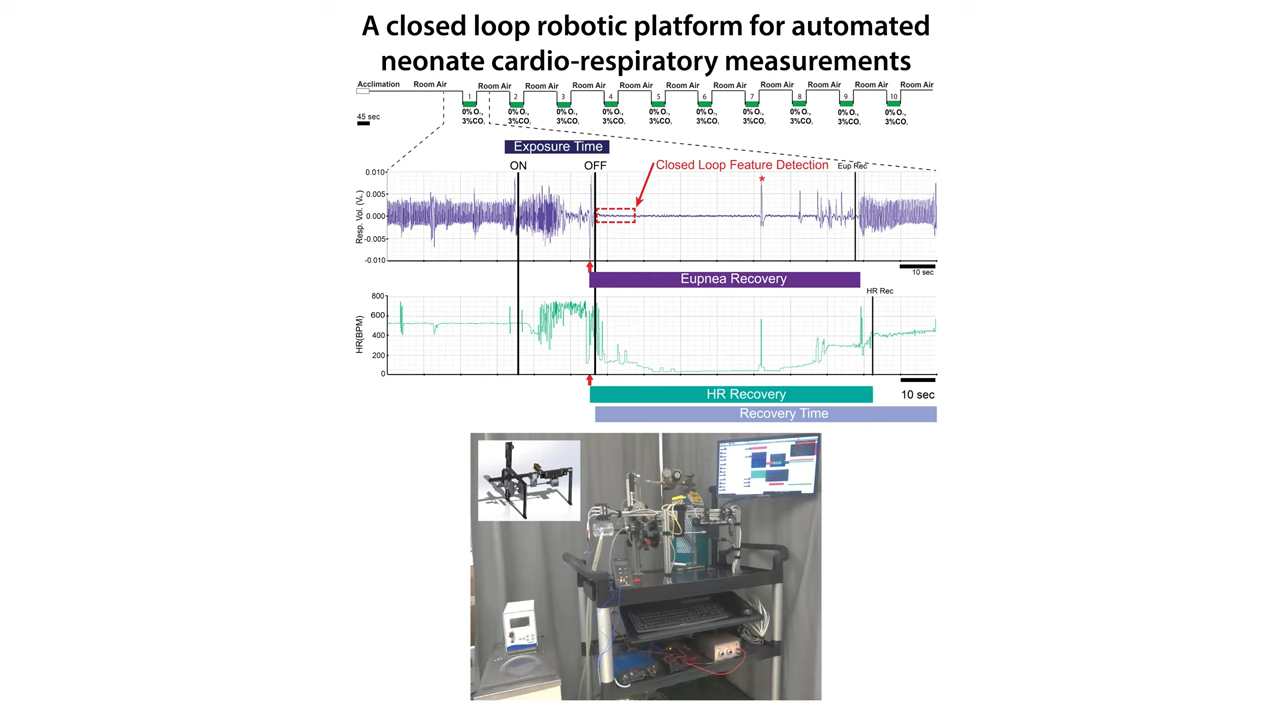 A closed loop robotic platform for automated
neonate cardio-respiratory measurements
Acclimation Room Air Room Air Room Air Room Air Room Air Room Air Room Air Room Air Room Air Room Air Room Air
1 2 3 4 5 6 7 8 9 10
0% O₂, 0% O₂, 0% O₂, 0% O₂, 0% O₂, 0% O₂, 0% O₂, 0% O₂, 0% O₂, 0% O₂,
45 sec 3%CO₂ 3%CO₂ 3%CO₂ 3%CO₂ 3%CO₂ 3%CO₂ 3%CO₂ 3%CO₂ 3%CO₂ 3%CO₂
Exposure Time
ON OFF Closed Loop Feature Detection Eup Rec
*
0.010
0.005
0.000
-0.005
-0.010
Resp. Vol.
10 sec
Eupnea Recovery
HR Rec
800
600
400
200
0
HR(BPM)
HR Recovery 10 sec
Recovery Time